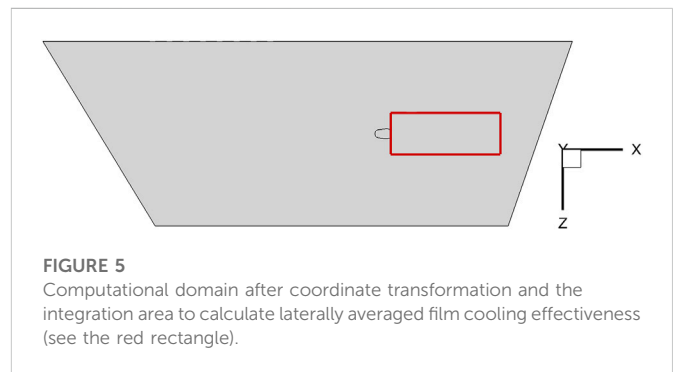 Y
X
Z
FIGURE 5
Computational domain after coordinate transformation and the
integration area to calculate laterally averaged film cooling effectiveness
(see the red rectangle).